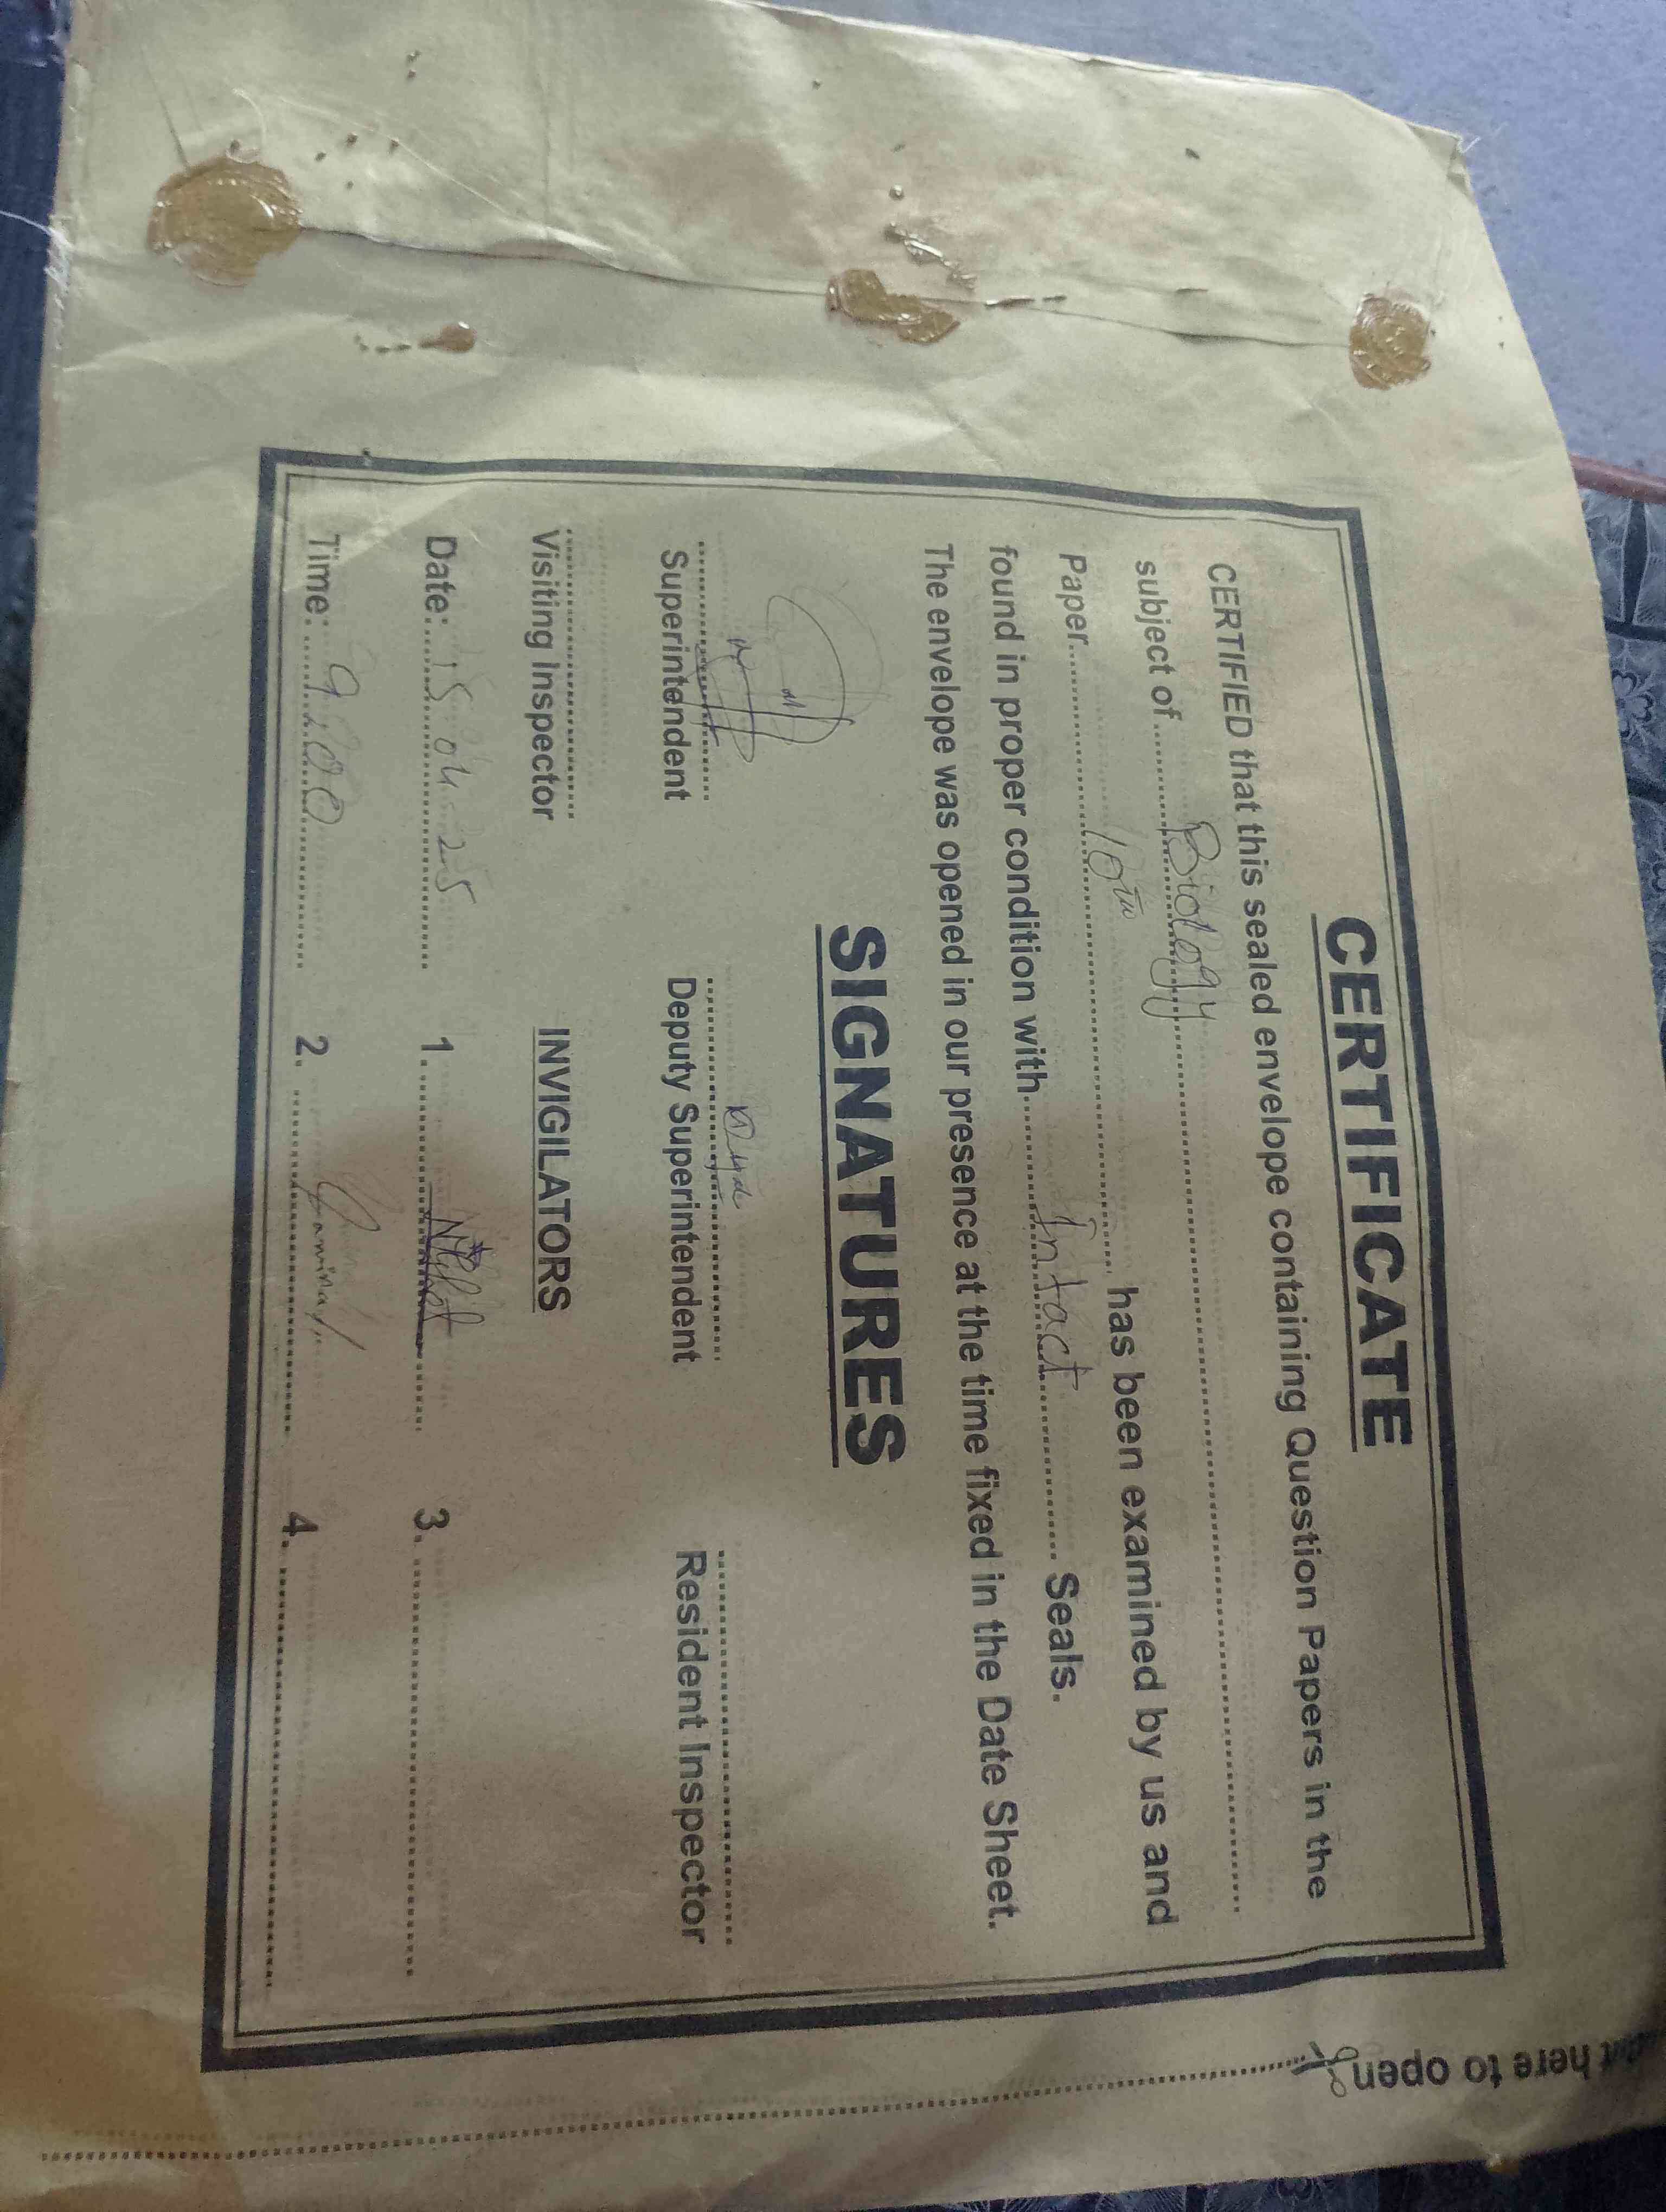 CERTIFICATE
CERTIFIED that this sealed envelope containing Question Papers in the
subject of Biology
Paper 10th has been examined by us and
found in proper condition with Intact Seals.
The envelope was opened in our presence at the time fixed in the Date Sheet.
SIGNATURES
Superintendent Deputy Superintendent Resident Inspector
Visiting Inspector INVIGILATORS
Date: 15-04-25 1. 3.
Time: 9:00 2. 4.
here to open